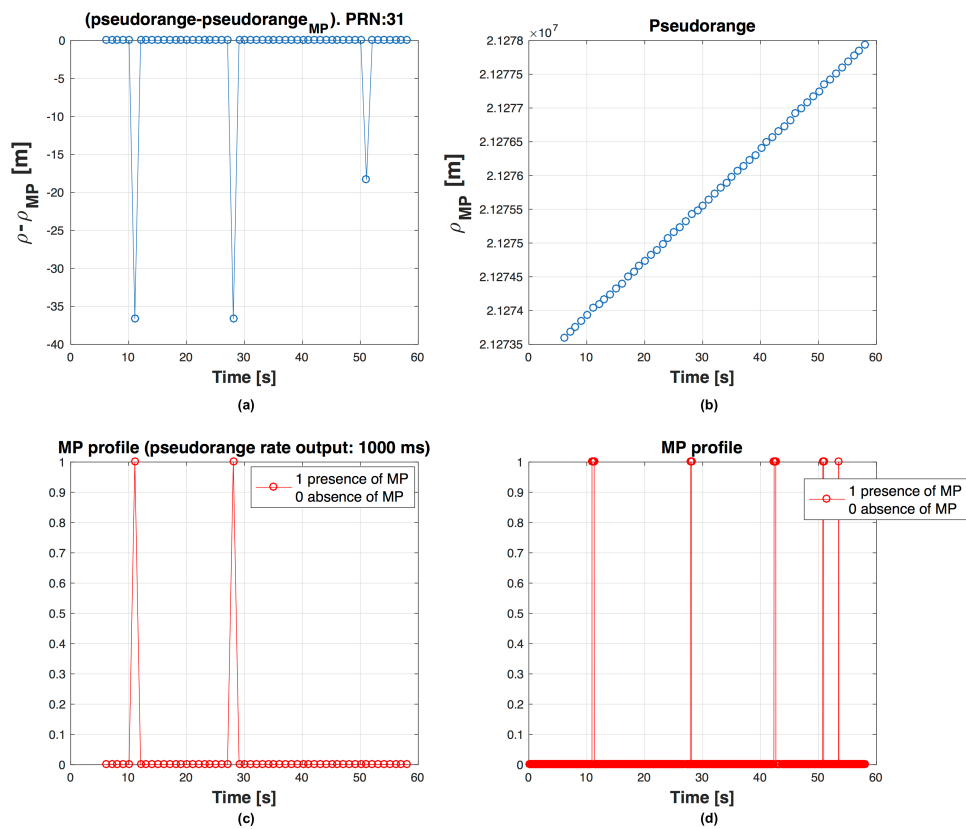 (pseudorange-pseudorange_MP). PRN:31
0
-5
-10
-15
-20
-25
-30
-35
-40
ρ- ρ_MP [m]
0 10 20 30 40 50 60
Time [s]
(a)
Pseudorange
×10^7
2.1278
2.12775
2.1277
2.12765
2.1276
2.12755
2.1275
2.12745
2.1274
2.12735
ρ_MP [m]
0 10 20 30 40 50 60
Time [s]
(b)
MP profile (pseudorange rate output: 1000 ms)
1 presence of MP
0 absence of MP
1
0.9
0.8
0.7
0.6
0.5
0.4
0.3
0.2
0.1
0
0 10 20 30 40 50 60
Time [s]
(c)
MP profile
1 presence of MP
0 absence of MP
1
0.9
0.8
0.7
0.6
0.5
0.4
0.3
0.2
0.1
0
0 10 20 30 40 50 60
Time [s]
(d)